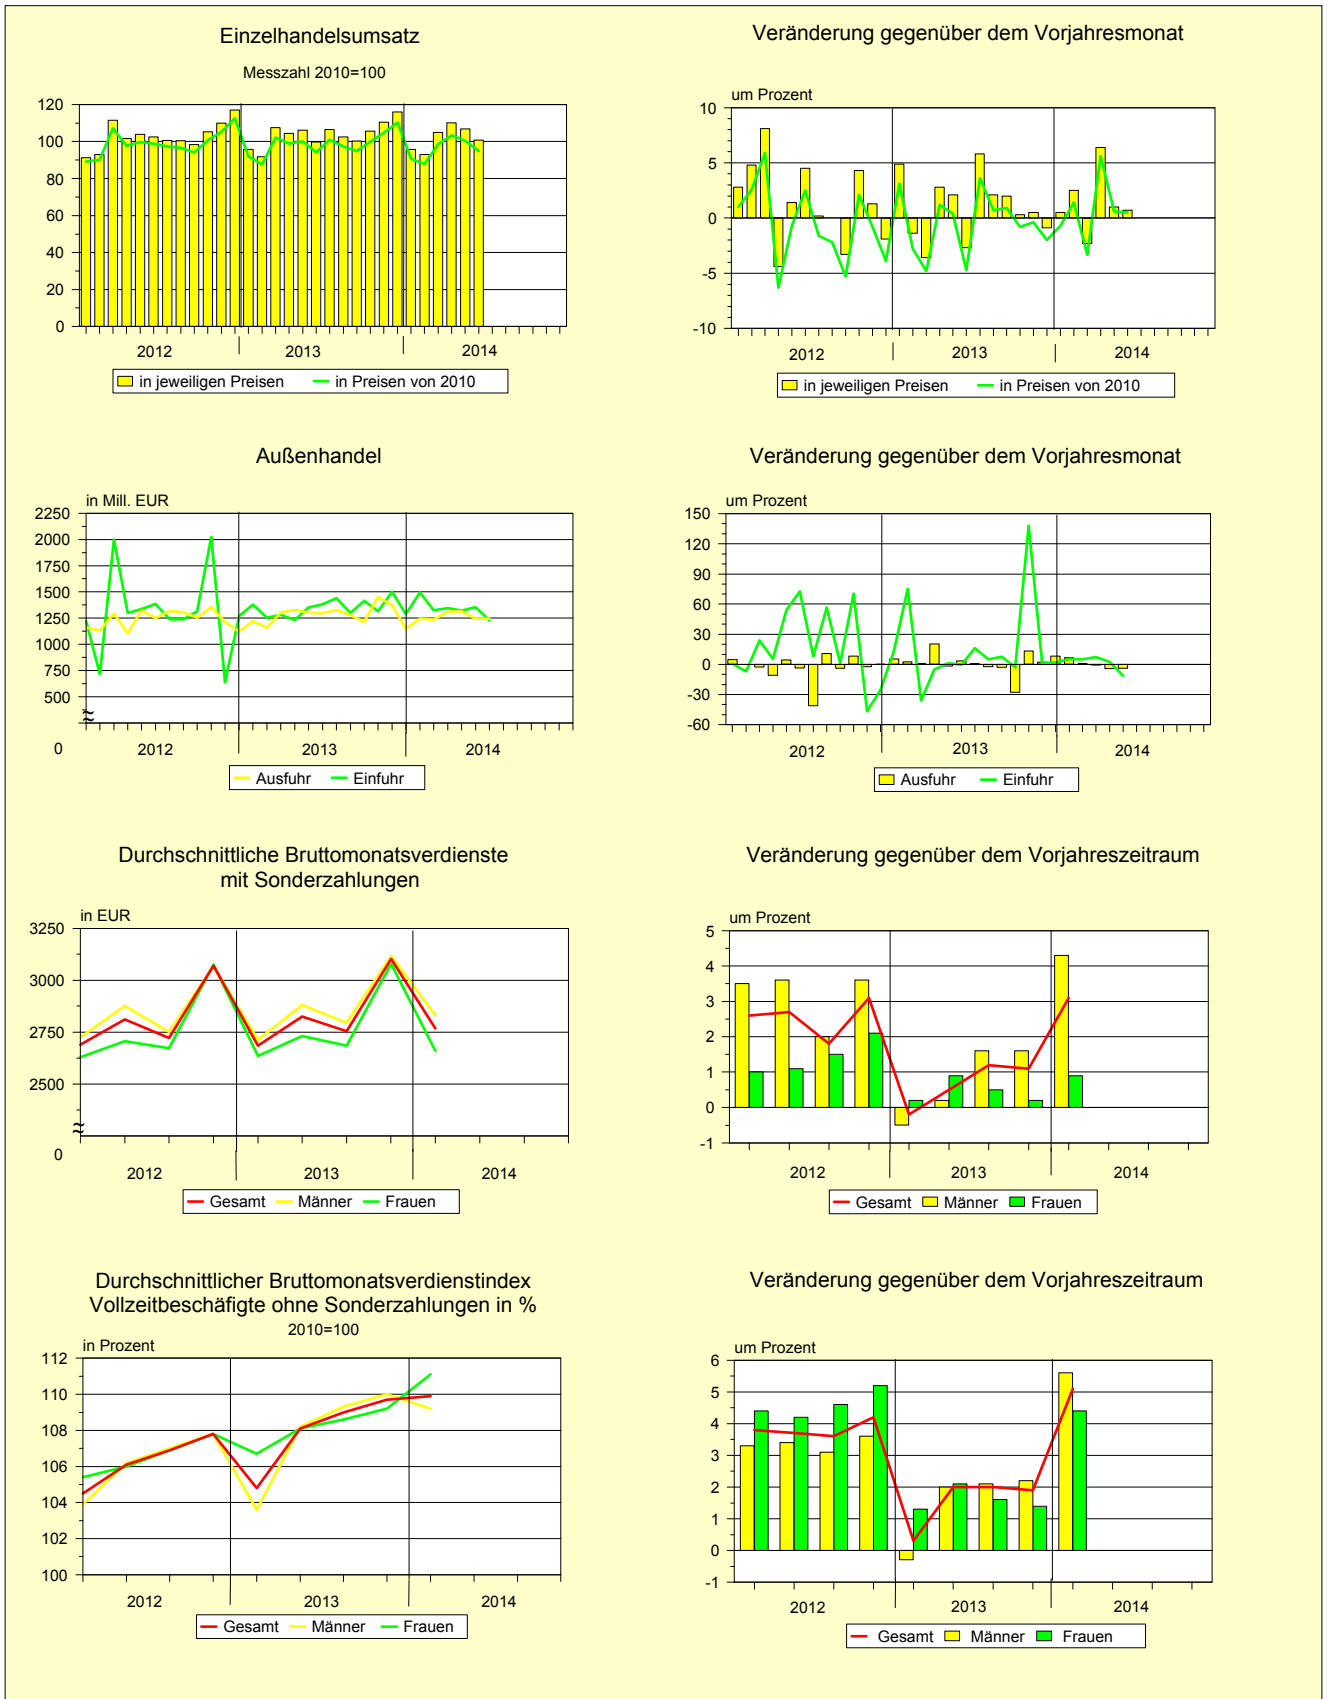 Einzelhandelsumsatz
Messzahl 2010=100
120
100
80
60
40
20
0
2012 2013 2014
in jeweiligen Preisen in Preisen von 2010
Veränderung gegenüber dem Vorjahresmonat
um Prozent
10
5
0
-5
-10
2012 2013 2014
in jeweiligen Preisen in Preisen von 2010
Außenhandel
in Mill. EUR
2250
2000
1750
1500
1250
1000
750
500
≈
0
2012 2013 2014
Ausfuhr Einfuhr
Veränderung gegenüber dem Vorjahresmonat
um Prozent
150
120
90
60
30
0
-30
-60
2012 2013 2014
Ausfuhr Einfuhr
Durchschnittliche Bruttomonatsverdienste
mit Sonderzahlungen
in EUR
3250
3000
2750
2500
≈
0
2012 2013 2014
Gesamt Männer Frauen
Veränderung gegenüber dem Vorjahreszeitraum
um Prozent
5
4
3
2
1
0
-1
2012 2013 2014
Gesamt Männer Frauen
Durchschnittlicher Bruttomonatsverdienstindex
Vollzeitbeschäfigte ohne Sonderzahlungen in %
2010=100
in Prozent
112
110
108
106
104
102
100
2012 2013 2014
Gesamt Männer Frauen
Veränderung gegenüber dem Vorjahreszeitraum
um Prozent
6
5
4
3
2
1
0
-1
2012 2013 2014
Gesamt Männer Frauen